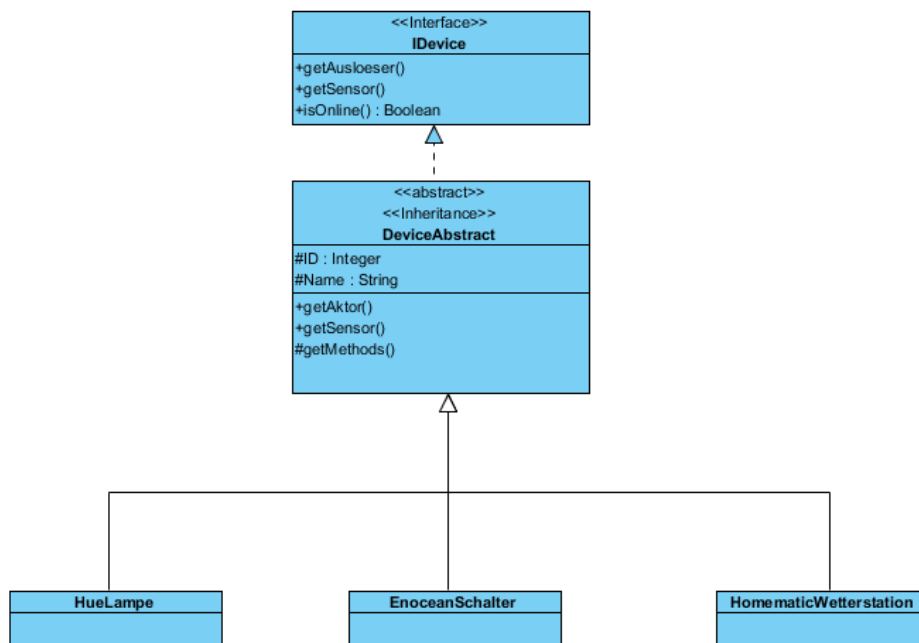 <<Interface>>
IDevice
+getAusloeser()
+getSensor()
+isOnline() : Boolean
<<abstract>>
<<Inheritance>>
DeviceAbstract
#ID : Integer
#Name : String
+getAktor()
+getSensor()
#getMethods()
HueLampe
EnoceanSchalter
HomematicWetterstation